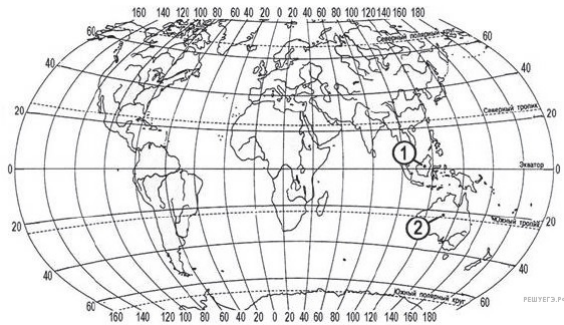 160 120 100 80 60 40 20 0 20 40 60 80 100 120 140 160 180
60 Северный полярный круг 60
40 40
20 Северный тропик 20
1
0 Экватор 0
20 Южный тропик 20
2
40 40
60 Южный полярный круг 60
РЕШУЕГЭ.РФ
160 120 100 80 60 40 20 0 20 40 60 80 100 120 140 160 180